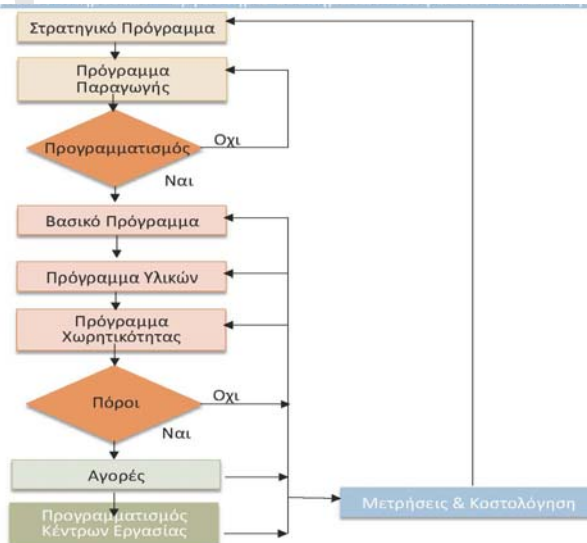 Στρατηγικό Πρόγραμμα
Πρόγραμμα
Παραγωγής
Προγραμματισμός
Οχι
Ναι
Βασικό Πρόγραμμα
Πρόγραμμα Υλικών
Πρόγραμμα
Χωρητικότητας
Πόροι
Οχι
Ναι
Αγορές
Προγραμματισμός
Κέντρων Εργασίας
Μετρήσεις & Κοστολόγηση